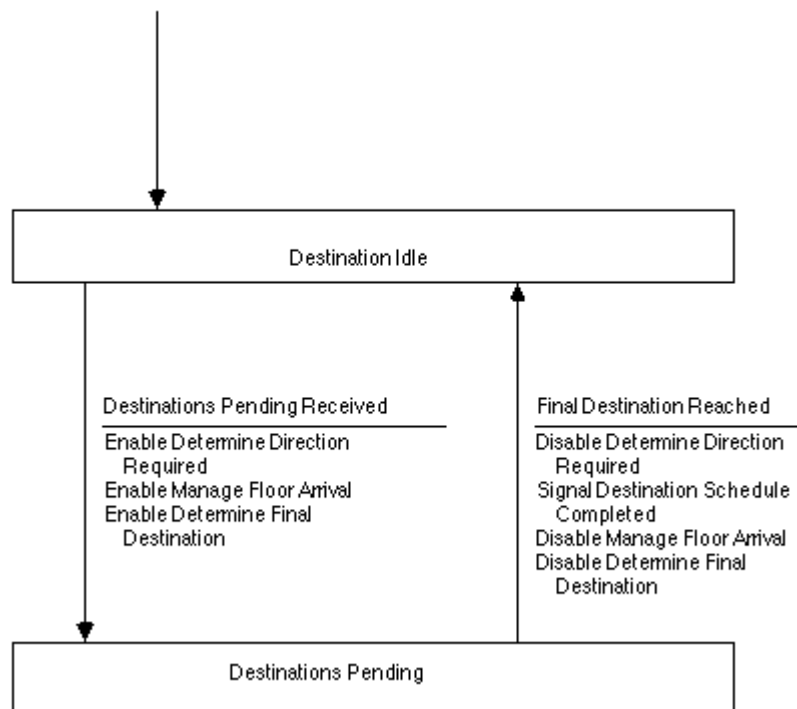 Destination Idle
Destinations Pending Received
Enable Determine Direction
Required
Enable Manage Floor Arrival
Enable Determine Final
Destination
Final Destination Reached
Disable Determine Direction
Required
Signal Destination Schedule
Completed
Disable Manage Floor Arrival
Disable Determine Final
Destination
Destinations Pending